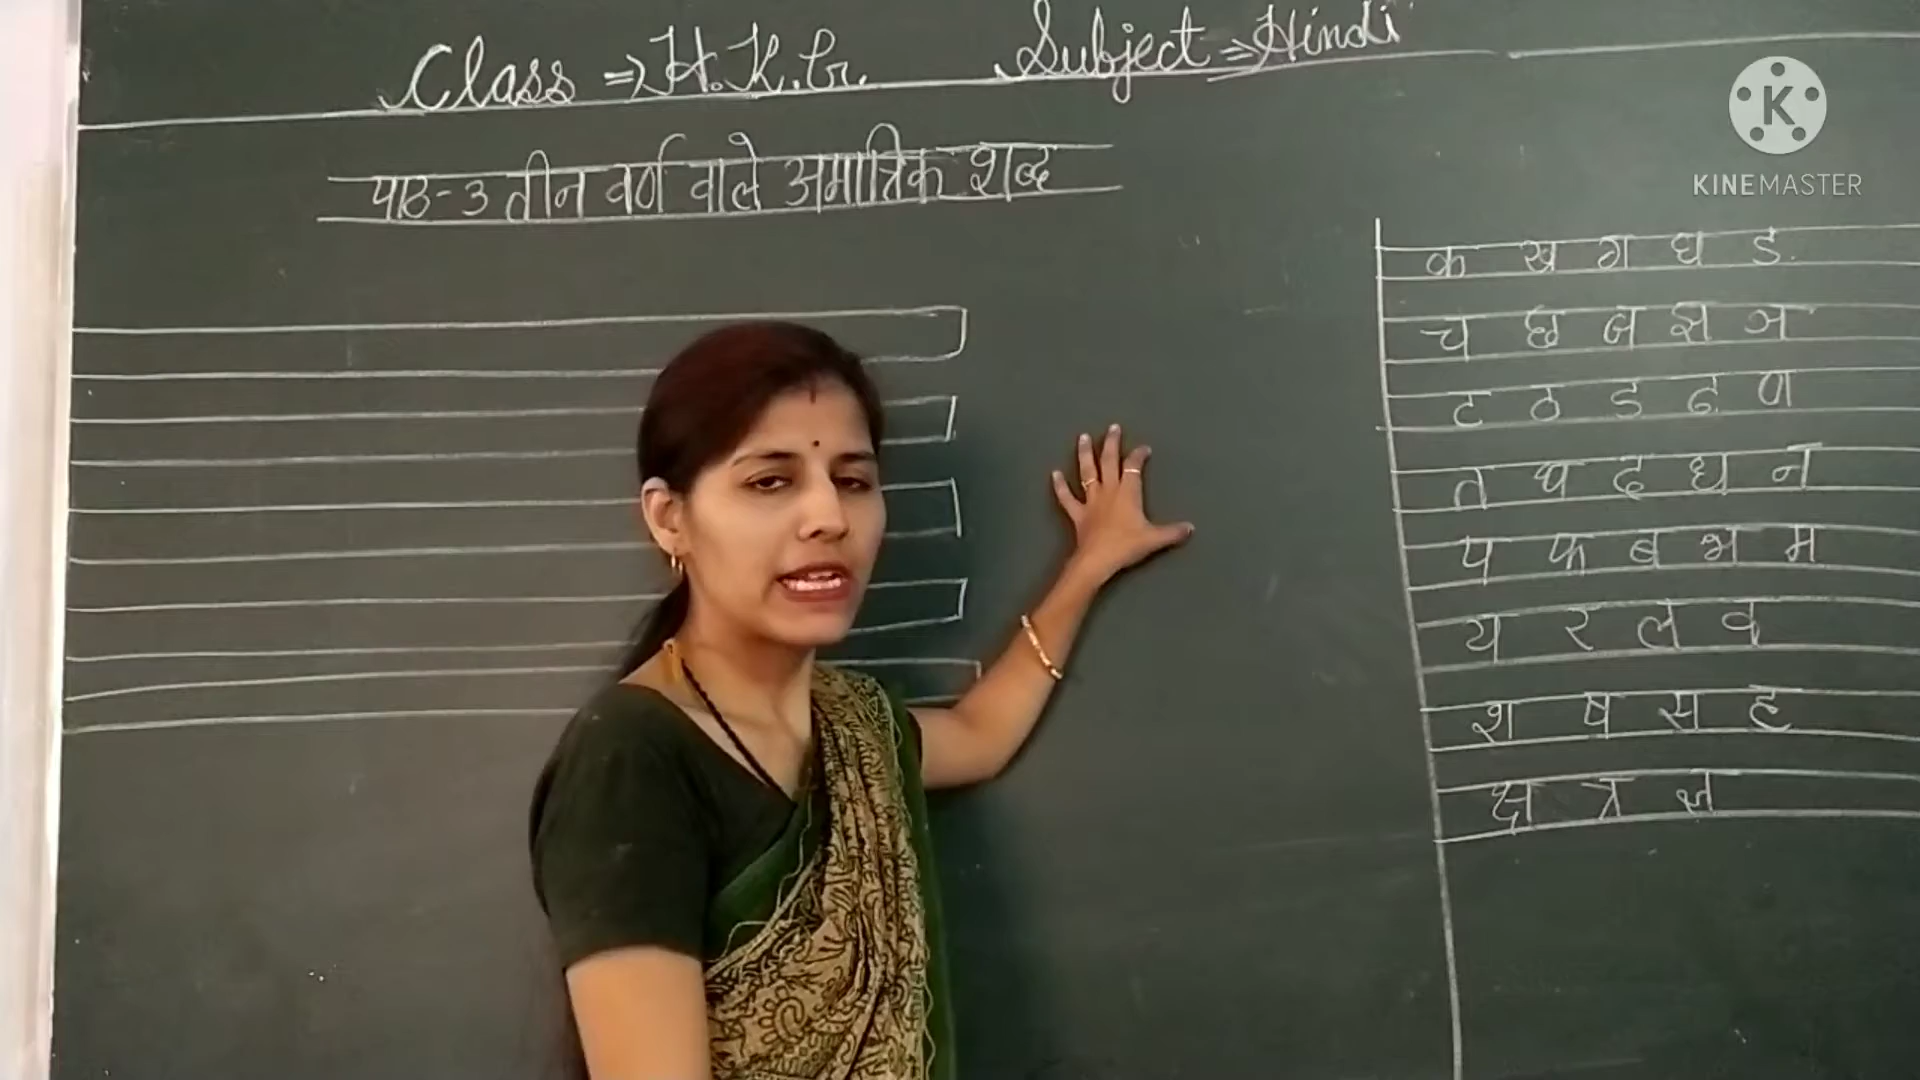 Class ⇒ H.K.G. Subject ⇒ Hindi
पाठ-3 तीन वर्ण वाले अमात्रिक शब्द
KINEMASTER
क ख ग घ ङ
च छ ज झ ञ
ट ठ ड ढ ण
त थ द ध न
प फ ब भ म
य र ल व
श ष स ह
क्ष त्र ज्ञ